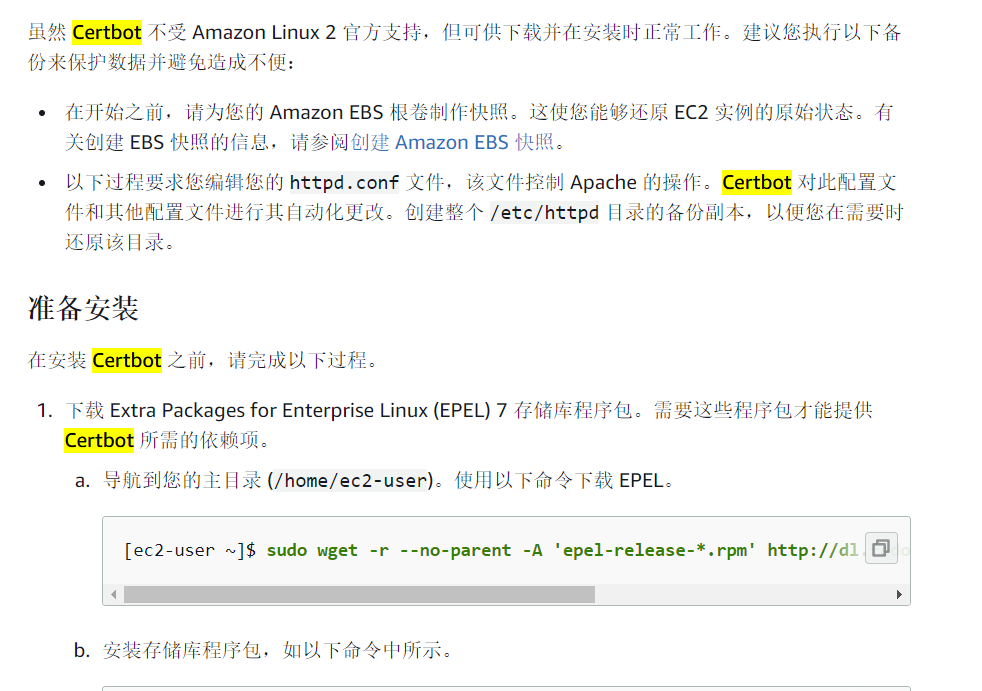 虽然 Certbot 不受 Amazon Linux 2 官方支持，但可供下载并在安装时正常工作。建议您执行以下备
份来保护数据并避免造成不便：
• 在开始之前，请为您的 Amazon EBS 根卷制作快照。这使您能够还原 EC2 实例的原始状态。有
关创建 EBS 快照的信息，请参阅创建 Amazon EBS 快照。
• 以下过程要求您编辑您的 httpd.conf 文件，该文件控制 Apache 的操作。Certbot 对此配置文
件和其他配置文件进行其自动化更改。创建整个 /etc/httpd 目录的备份副本，以便您在需要时
还原该目录。
准备安装
在安装 Certbot 之前，请完成以下过程。
1. 下载 Extra Packages for Enterprise Linux (EPEL) 7 存储库程序包。需要这些程序包才能提供
Certbot 所需的依赖项。
a. 导航到您的主目录 (/home/ec2-user)。使用以下命令下载 EPEL。
[ec2-user ~]$ sudo wget -r --no-parent -A 'epel-release-*.rpm' http://dl.
b. 安装存储库程序包，如以下命令中所示。